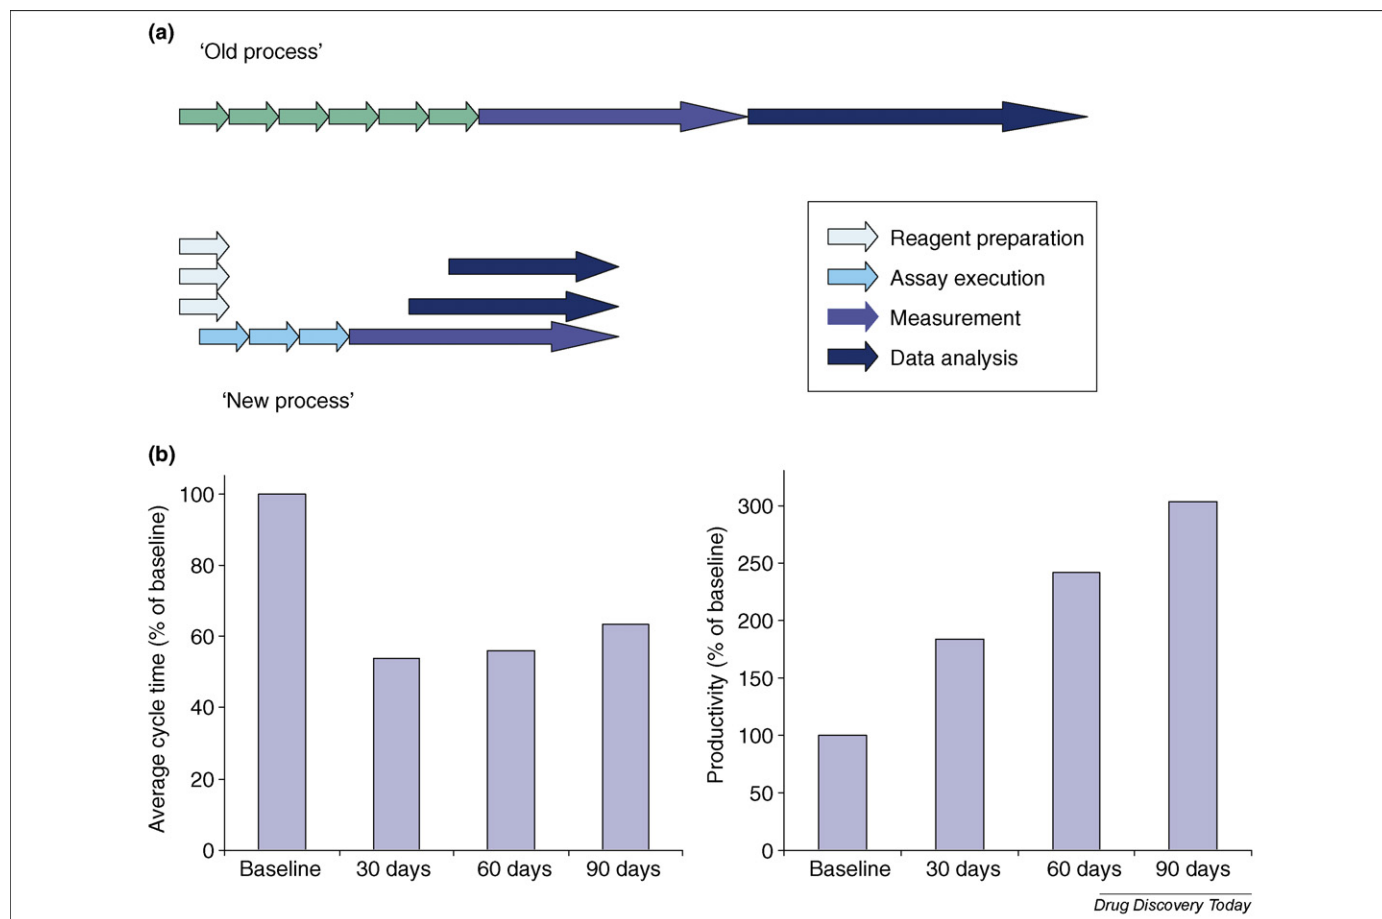 (a)
‘Old process’
Reagent preparation
Assay execution
Measurement
Data analysis
‘New process’
(b)
Average cycle time (% of baseline)
100
80
60
40
20
0
Baseline
30 days
60 days
90 days
Productivity (% of baseline)
300
250
200
150
100
50
0
Baseline
30 days
60 days
90 days
Drug Discovery Today